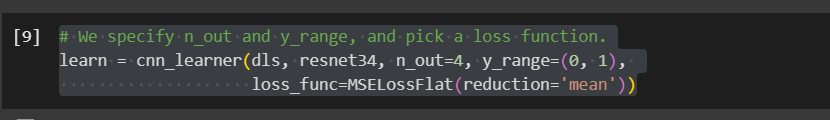 [9] # We specify n_out and y_range, and pick a loss function.
learn = cnn_learner(dls, resnet34, n_out=4, y_range=(0, 1),
                    loss_func=MSELossFlat(reduction='mean'))